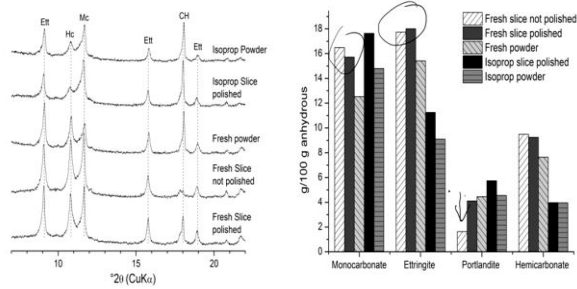 Ett
Hc
Mc
Ett
CH
Ett
Isoprop Powder
Isoprop Slice
polished
Fresh powder
Fresh Slice
not polished
Fresh Slice
polished
10
15
20
°2θ (CuKα)
g/100 g anhydrous
18
16
14
12
10
8
6
4
2
0
Fresh slice not polished
Fresh slice polished
Fresh powder
Isoprop slice polished
Isoprop powder
Monocarbonate
Ettringite
Portlandite
Hemicarbonate